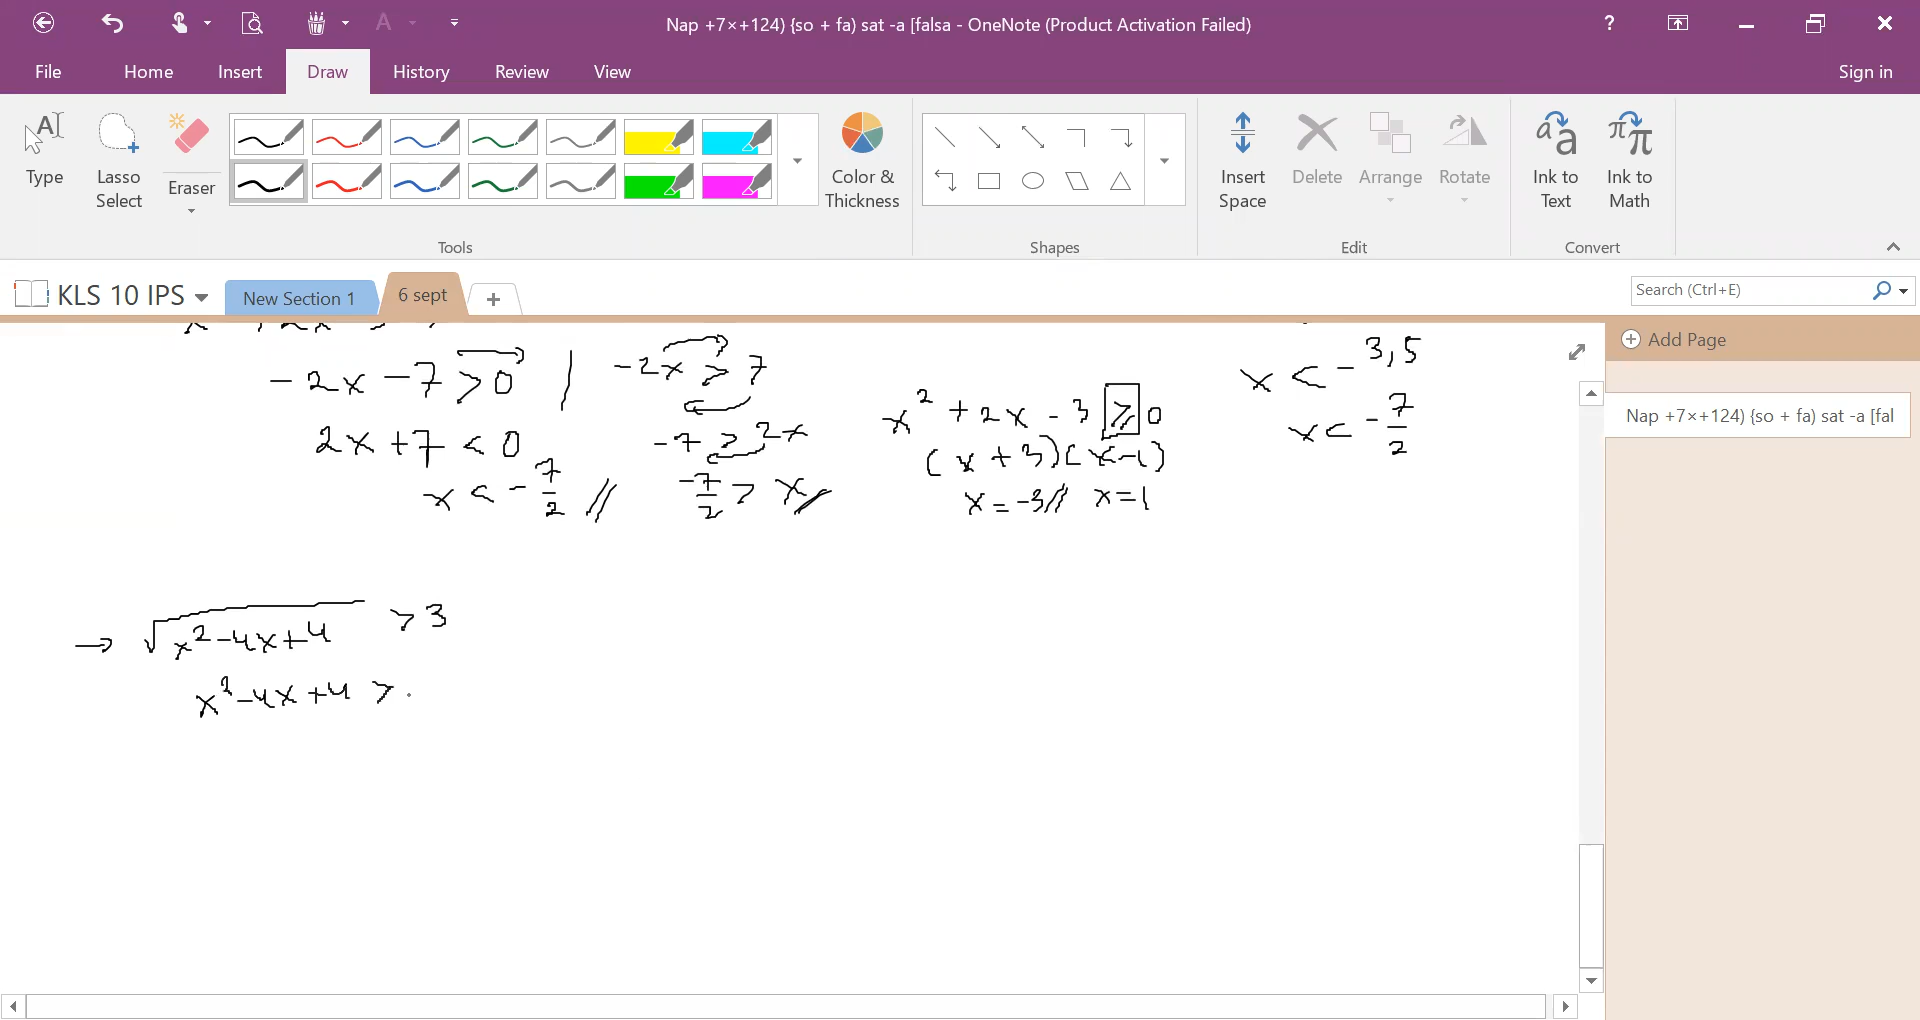 Nap +7×+124) {so + fa) sat -a [falsa - OneNote (Product Activation Failed)
?
File Home Insert Draw History Review View Sign in
Type
Lasso Select
Eraser
Color & Thickness
Insert Space
Delete
Arrange
Rotate
Ink to Text
Ink to Math
Tools Shapes Edit Convert
KLS 10 IPS New Section 1 6 sept + Search (Ctrl+E)
Add Page
Nap +7×+124) {so + fa) sat -a [fal
-2x -7 > 0 | -2x > 7
2x +7 < 0
-7 > 2x
x < -7/2 //
-7/2 > x
x² + 2x - 3 ≥ 0
(x + 3)(x-1)
x = -3 // x = 1
x < -3,5
x < -7/2
→ √x²-4x+4 > 3
x²-4x+4 > .